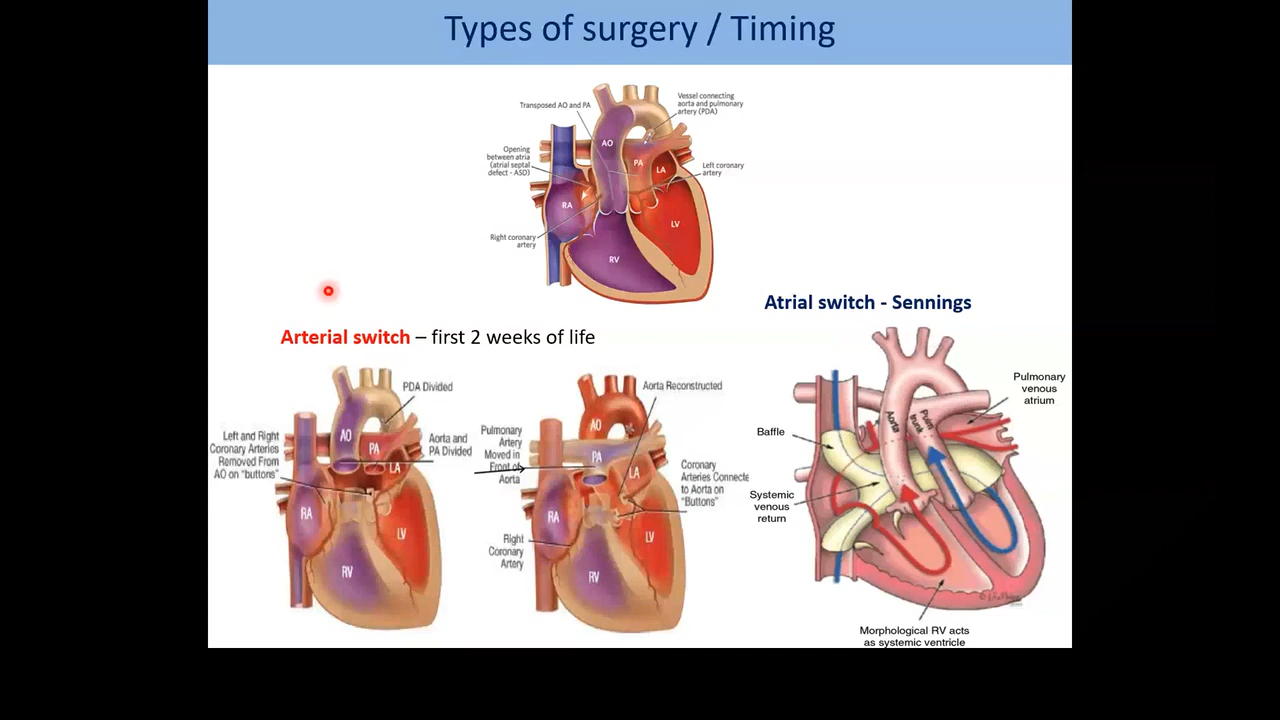 Types of surgery / Timing
Transposed AO and PA
Vessel connecting
aorta and pulmonary
artery (PDA)
Opening
between atria
(atrial septal
defect - ASD)
Left coronary
artery
Right coronary
artery
AO
PA
LA
RA
LV
RV
Atrial switch - Sennings
Arterial switch – first 2 weeks of life
PDA Divided
Left and Right
Coronary Arteries
Removed From
AO on "buttons"
Aorta and
PA Divided
AO
PA
LA
RA
LV
RV
Aorta Reconstructed
Pulmonary
Artery
Moved in
Front of
Aorta
Coronary
Arteries Connecte
to Aorta on
"Buttons"
Right
Coronary
Artery
AO
PA
LA
RA
LV
RV
Pulmonary
venous
atrium
Baffle
Aorta
Pulm
trunk
Systemic
venous
return
Morphological RV acts
as systemic ventricle